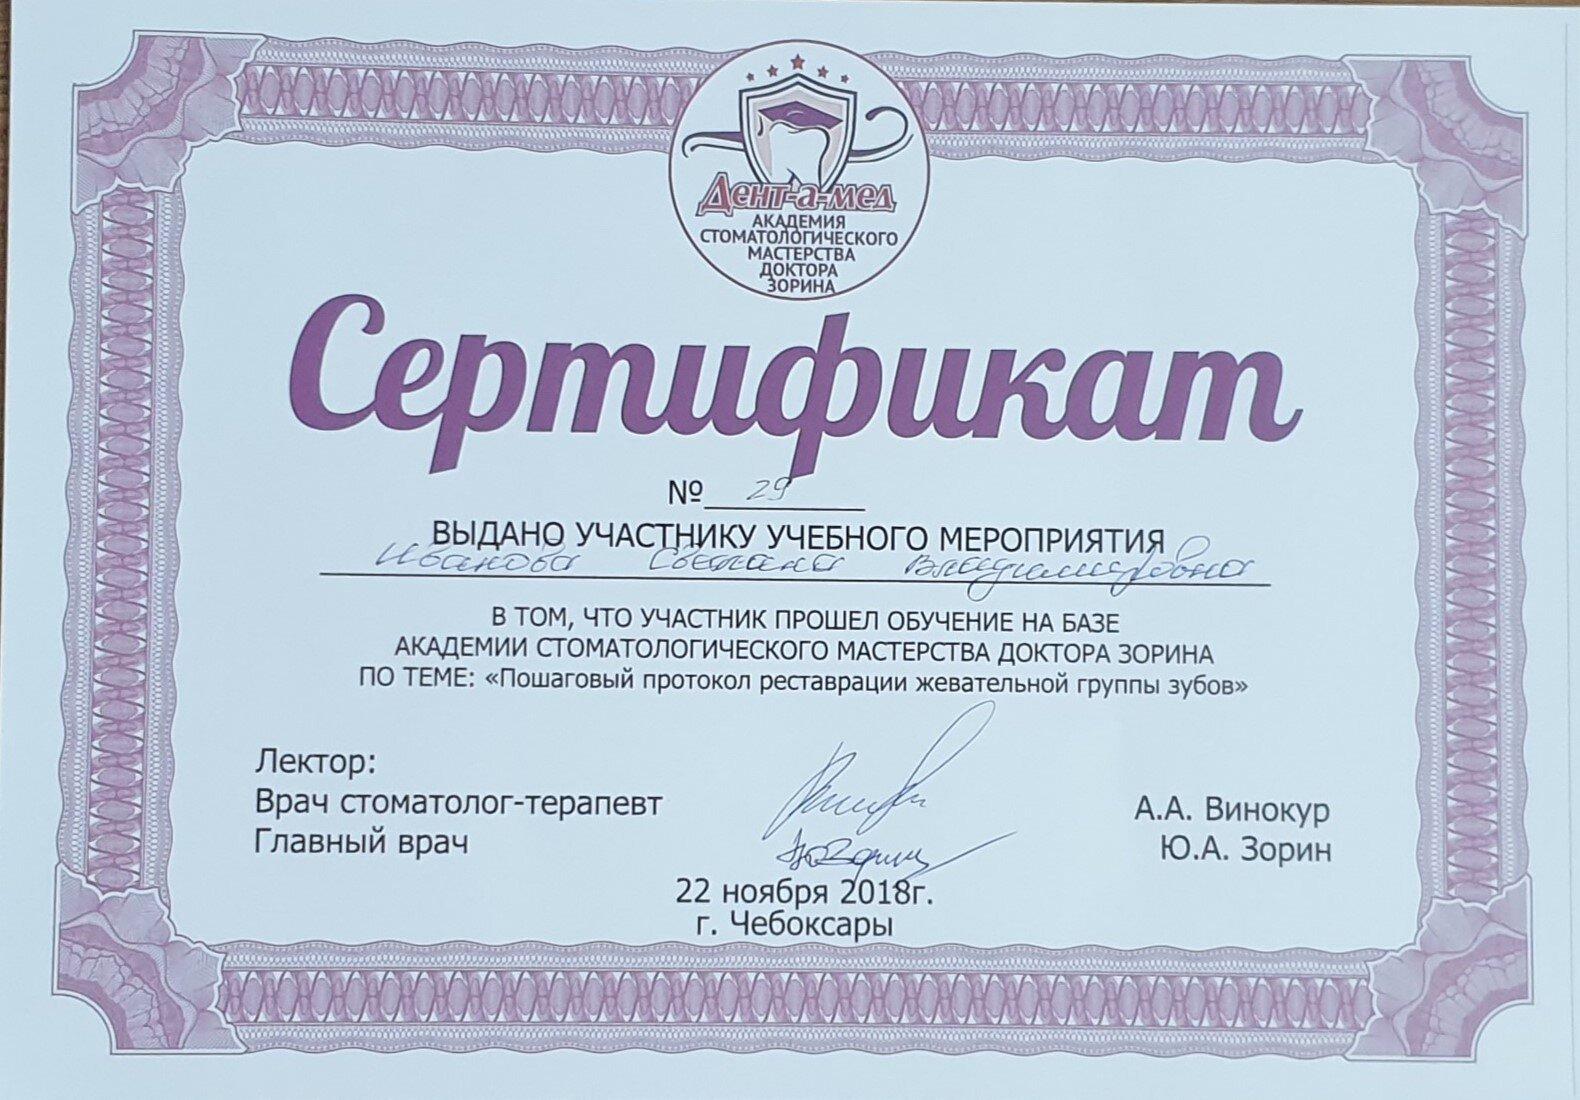 Дент-а-мед
АКАДЕМИЯ
СТОМАТОЛОГИЧЕСКОГО
МАСТЕРСТВА
ДОКТОРА
ЗОРИНА
Сертификат
№ 29
ВЫДАНО УЧАСТНИКУ УЧЕБНОГО МЕРОПРИЯТИЯ
Иванова Светлана Владимировна
В ТОМ, ЧТО УЧАСТНИК ПРОШЕЛ ОБУЧЕНИЕ НА БАЗЕ
АКАДЕМИИ СТОМАТОЛОГИЧЕСКОГО МАСТЕРСТВА ДОКТОРА ЗОРИНА
ПО ТЕМЕ: «Пошаговый протокол реставрации жевательной группы зубов»
Лектор:
Врач стоматолог-терапевт А.А. Винокур
Главный врач Ю.А. Зорин
22 ноября 2018г.
г. Чебоксары